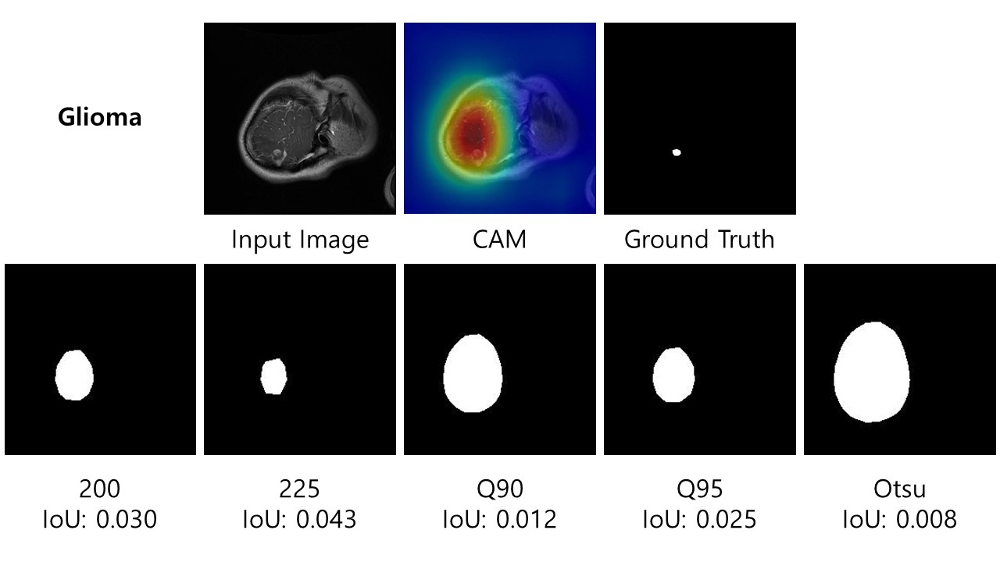 Glioma
Input Image
CAM
Ground Truth
200
IoU: 0.030
225
IoU: 0.043
Q90
IoU: 0.012
Q95
IoU: 0.025
Otsu
IoU: 0.008